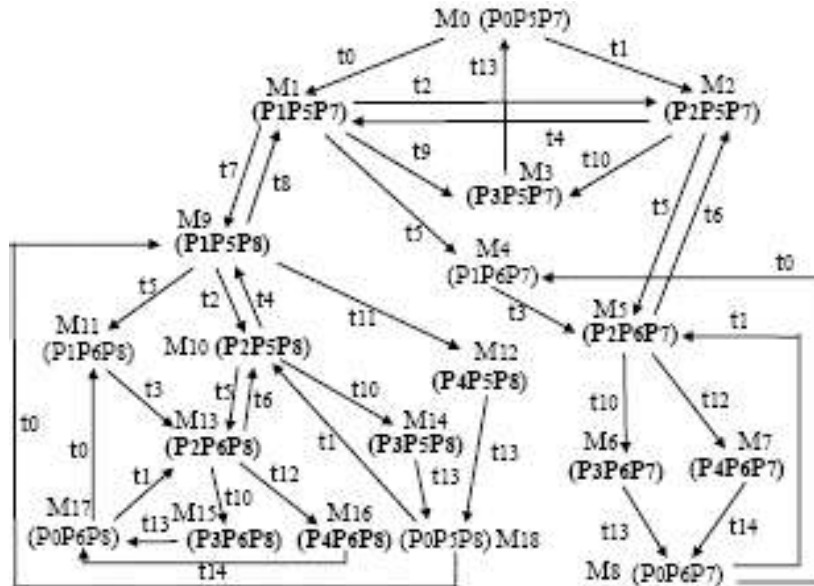 M0 (P0P5P7)
t0
t1
t13
M1
(P1P5P7)
t2
M2
(P2P5P7)
t4
t9
t10
M3
(P3P5P7)
t7
t8
t5
t5
t6
M9
(P1P5P8)
M4
(P1P6P7)
t0
t5
t2
t4
t3
M5
(P2P6P7)
t1
t11
M11
(P1P6P8)
M10 (P2P5P8)
M12
(P4P5P8)
t3
t5
t6
t10
t10
t12
t0
t0
M13
(P2P6P8)
t1
M14
(P3P5P8)
t13
M6
(P3P6P7)
M7
(P4P6P7)
t1
t12
t10
t13
M17
(P0P6P8)
t13
M15
(P3P6P8)
M16
(P4P6P8)
(P0P5P8) M18
t13
t14
t14
M8 (P0P6P7)